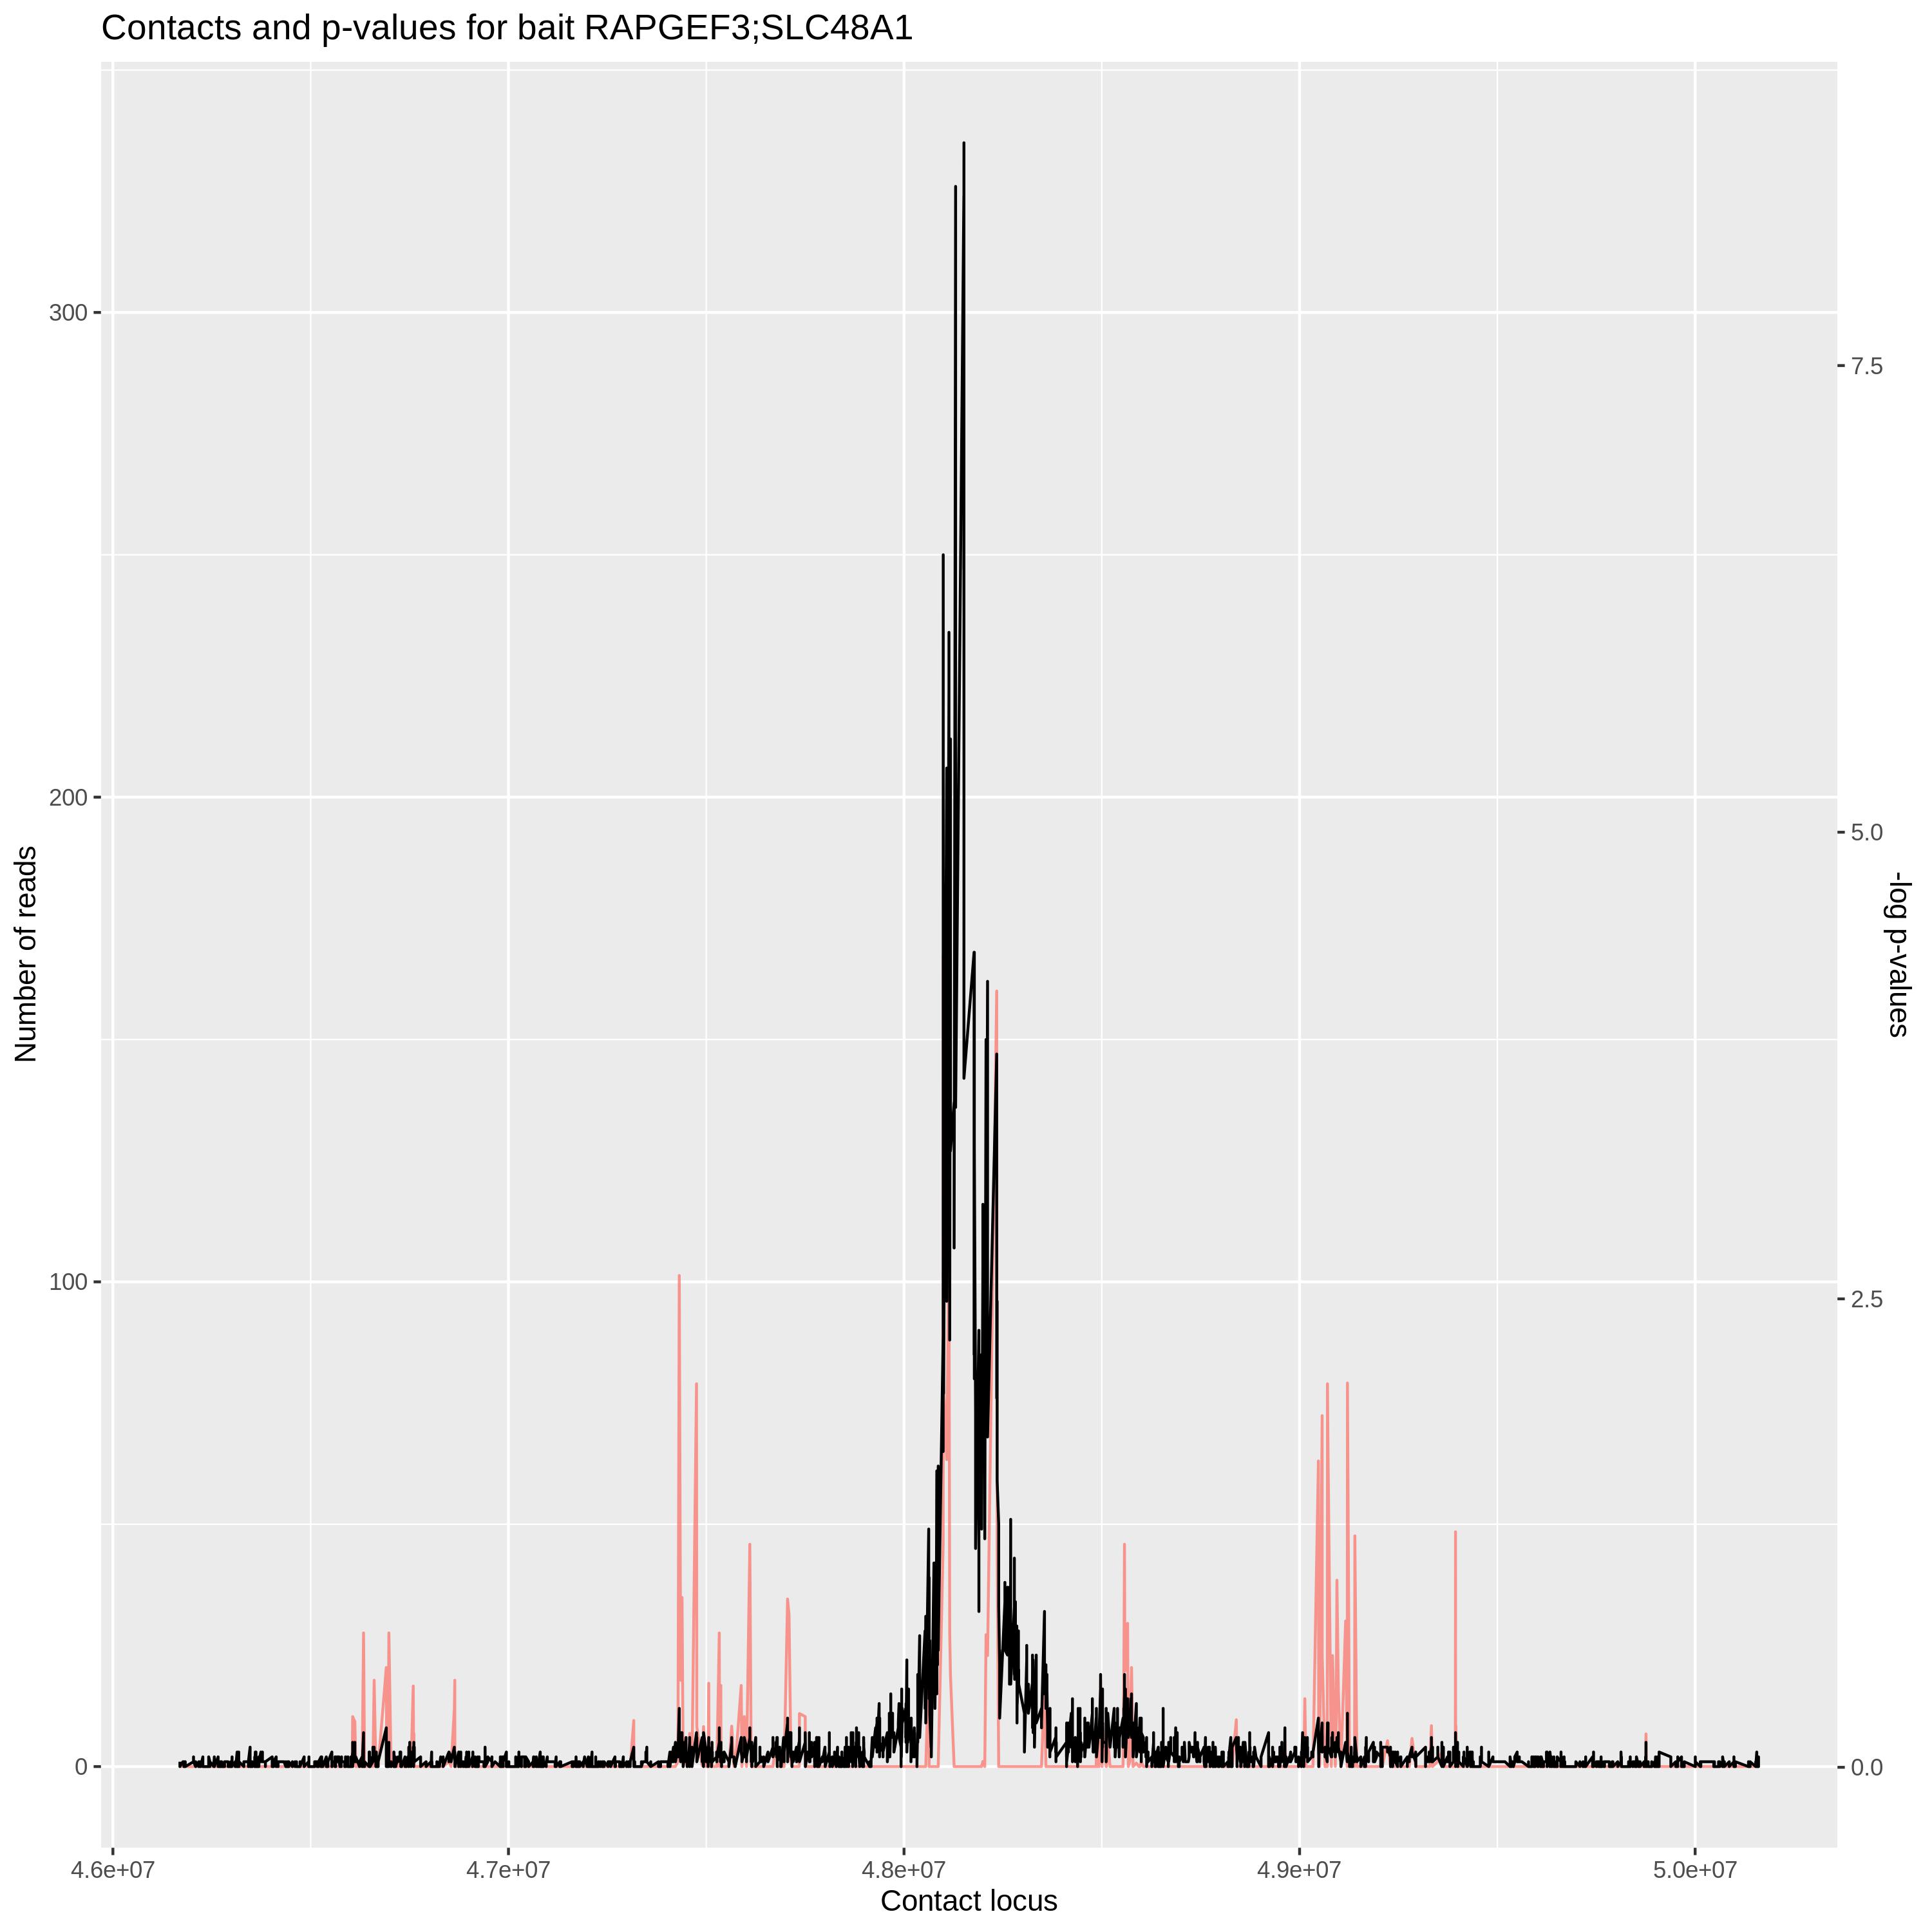 Contacts and p-values for bait RAPGEF3;SLC48A1
300
200
100
0
Number of reads
7.5
5.0
2.5
0.0
-log p-values
4.6e+07
4.7e+07
4.8e+07
4.9e+07
5.0e+07
Contact locus